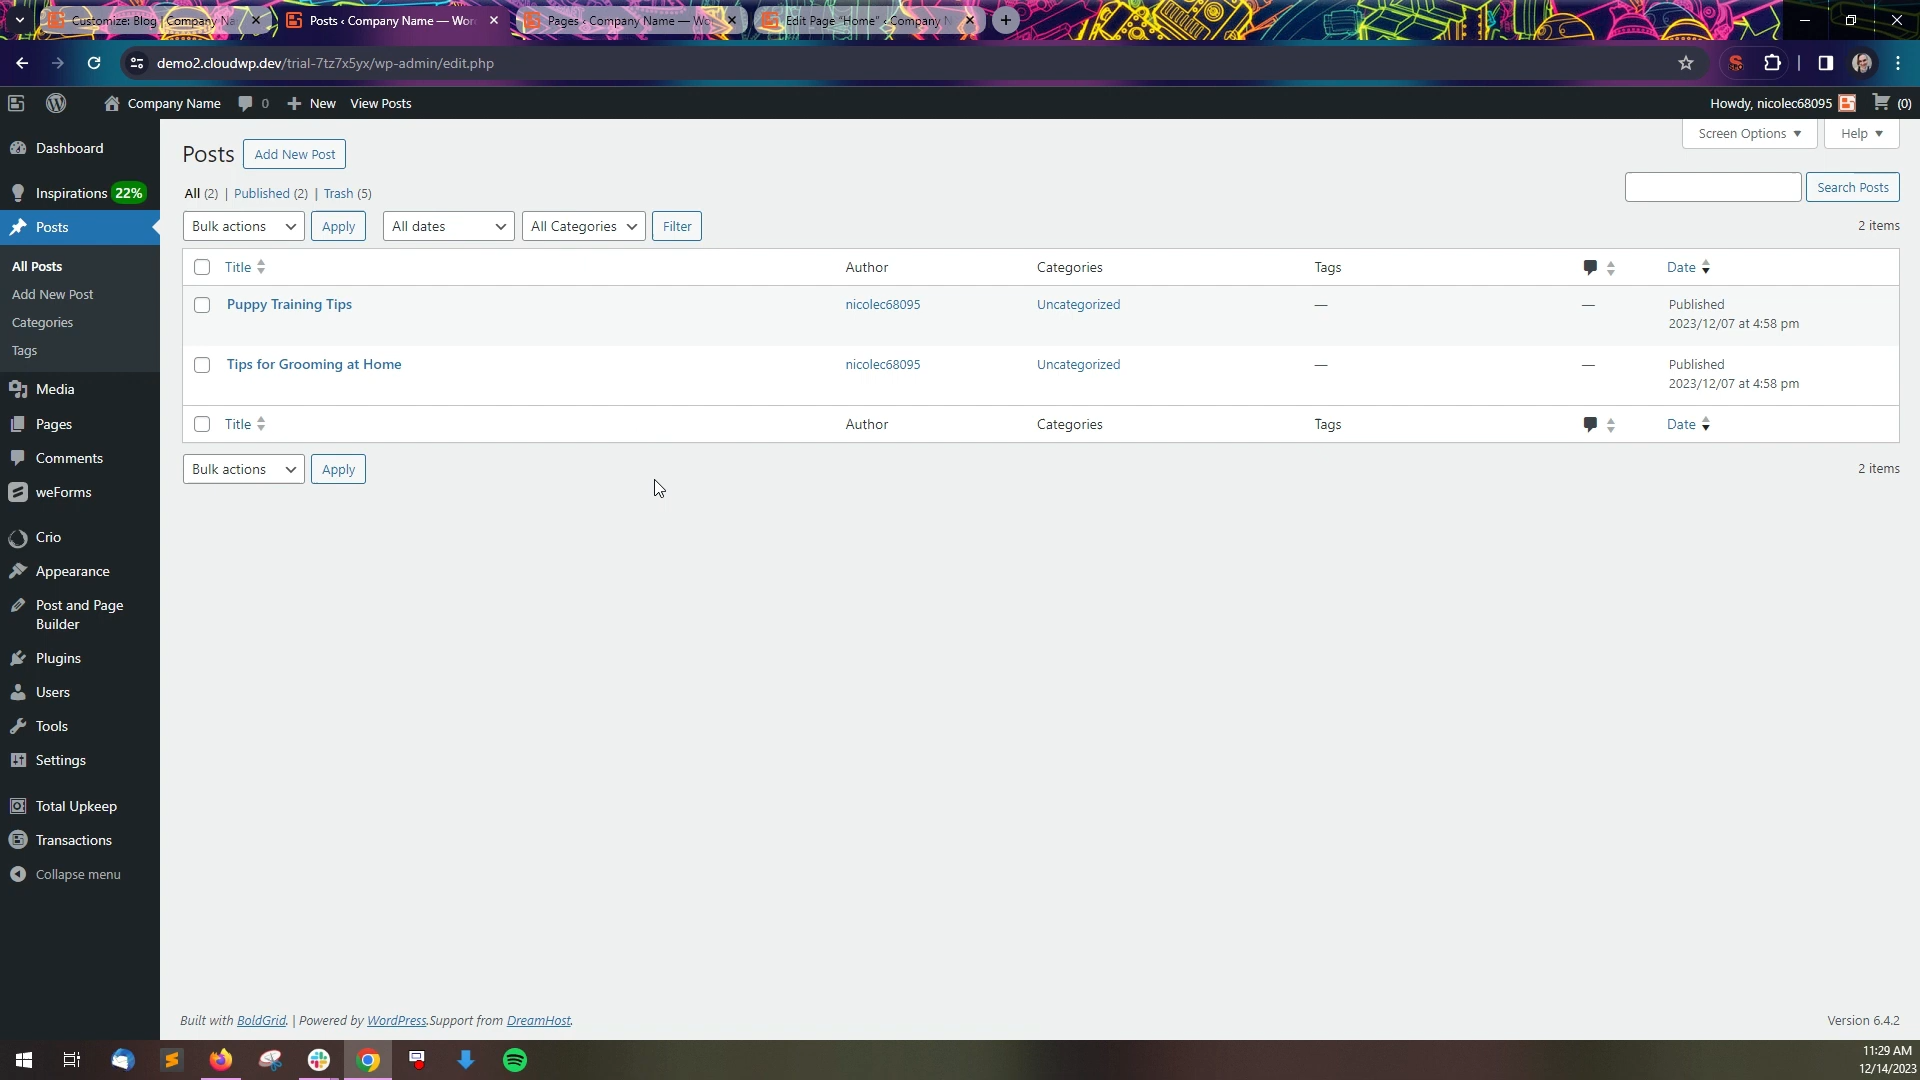 Customize: Blog | Company Na
Posts ‹ Company Name — Wor
Pages ‹ Company Name — Wo
Edit Page "Home" ‹ Company N
demo2.cloudwp.dev/trial-7tz7x5yx/wp-admin/edit.php
SEO
Company Name 0 New View Posts
Howdy, nicolec68095 (0)
Dashboard
Inspirations 22%
Posts
All Posts
Add New Post
Categories
Tags
Media
Pages
Comments
weForms
Crio
Appearance
Post and Page
Builder
Plugins
Users
Tools
Settings
Total Upkeep
Transactions
Collapse menu
Screen Options ▼ Help ▼
Posts Add New Post
All (2) | Published (2) | Trash (5)
Search Posts
Bulk actions Apply All dates All Categories Filter 2 items
Title Author Categories Tags Date
Puppy Training Tips nicolec68095 Uncategorized — — Published
2023/12/07 at 4:58 pm
Tips for Grooming at Home nicolec68095 Uncategorized — — Published
2023/12/07 at 4:58 pm
Title Author Categories Tags Date
Bulk actions Apply 2 items
Built with BoldGrid. | Powered by WordPress.Support from DreamHost.
Version 6.4.2
11:29 AM
12/14/2023